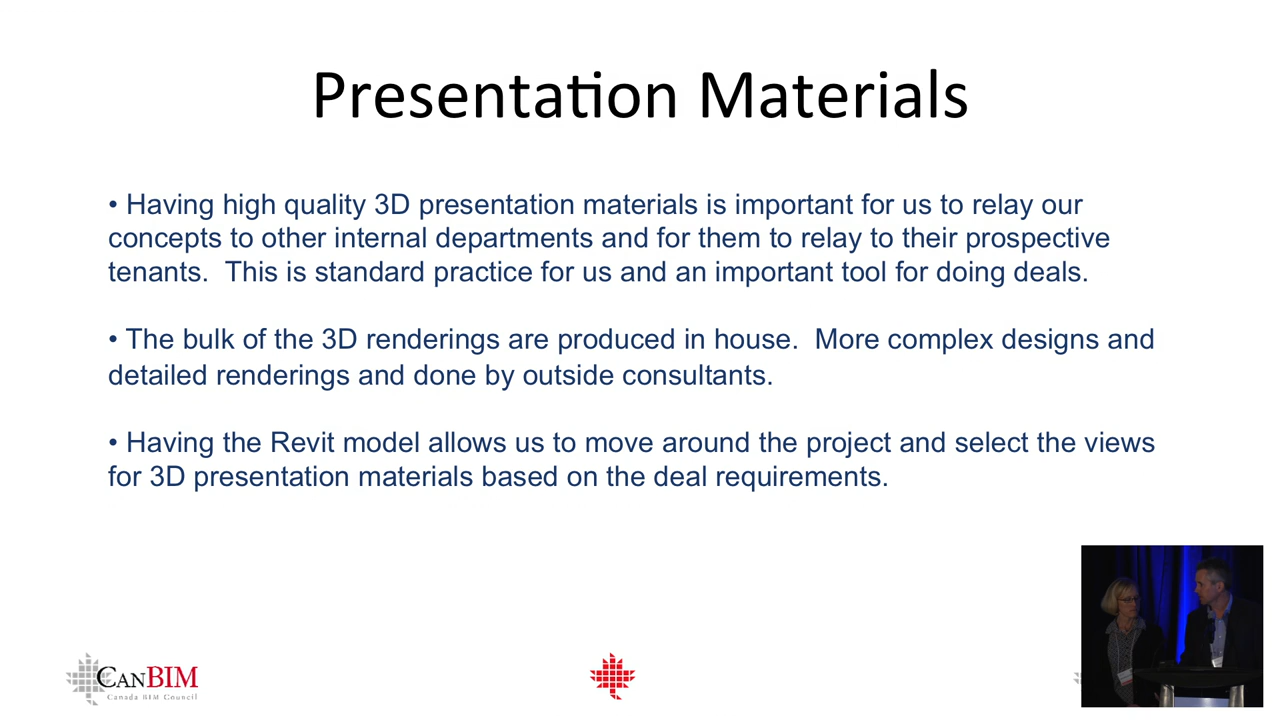 Presentation Materials
• Having high quality 3D presentation materials is important for us to relay our
concepts to other internal departments and for them to relay to their prospective
tenants.  This is standard practice for us and an important tool for doing deals.
• The bulk of the 3D renderings are produced in house.  More complex designs and
detailed renderings and done by outside consultants.
• Having the Revit model allows us to move around the project and select the views
for 3D presentation materials based on the deal requirements.
CANBIM
Canada BIM Council